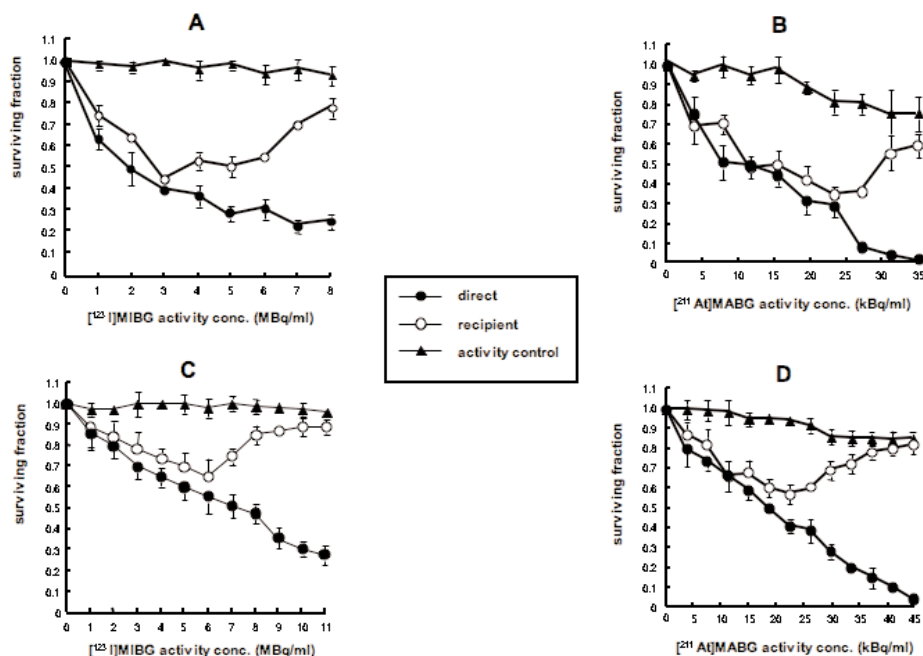 A
surviving fraction
1.1
1.0
0.9
0.8
0.7
0.6
0.5
0.4
0.3
0.2
0.1
0
0 1 2 3 4 5 6 7 8
[123 I]MIBG activity conc. (MBq/ml)
B
surviving fraction
1.1
1.0
0.9
0.8
0.7
0.6
0.5
0.4
0.3
0.2
0.1
0
0 5 10 15 20 25 30 35
[211 At]MABG activity conc. (kBq/ml)
direct
recipient
activity control
C
surviving fraction
1.1
1.0
0.9
0.8
0.7
0.6
0.5
0.4
0.3
0.2
0.1
0
0 1 2 3 4 5 6 7 8 9 10 11
[123 I]MIBG activity conc. (MBq/ml)
D
surviving fraction
1.1
1.0
0.9
0.8
0.7
0.6
0.5
0.4
0.3
0.2
0.1
0
0 5 10 15 20 25 30 35 40 45
[211 At]MABG activity conc. (kBq/ml)